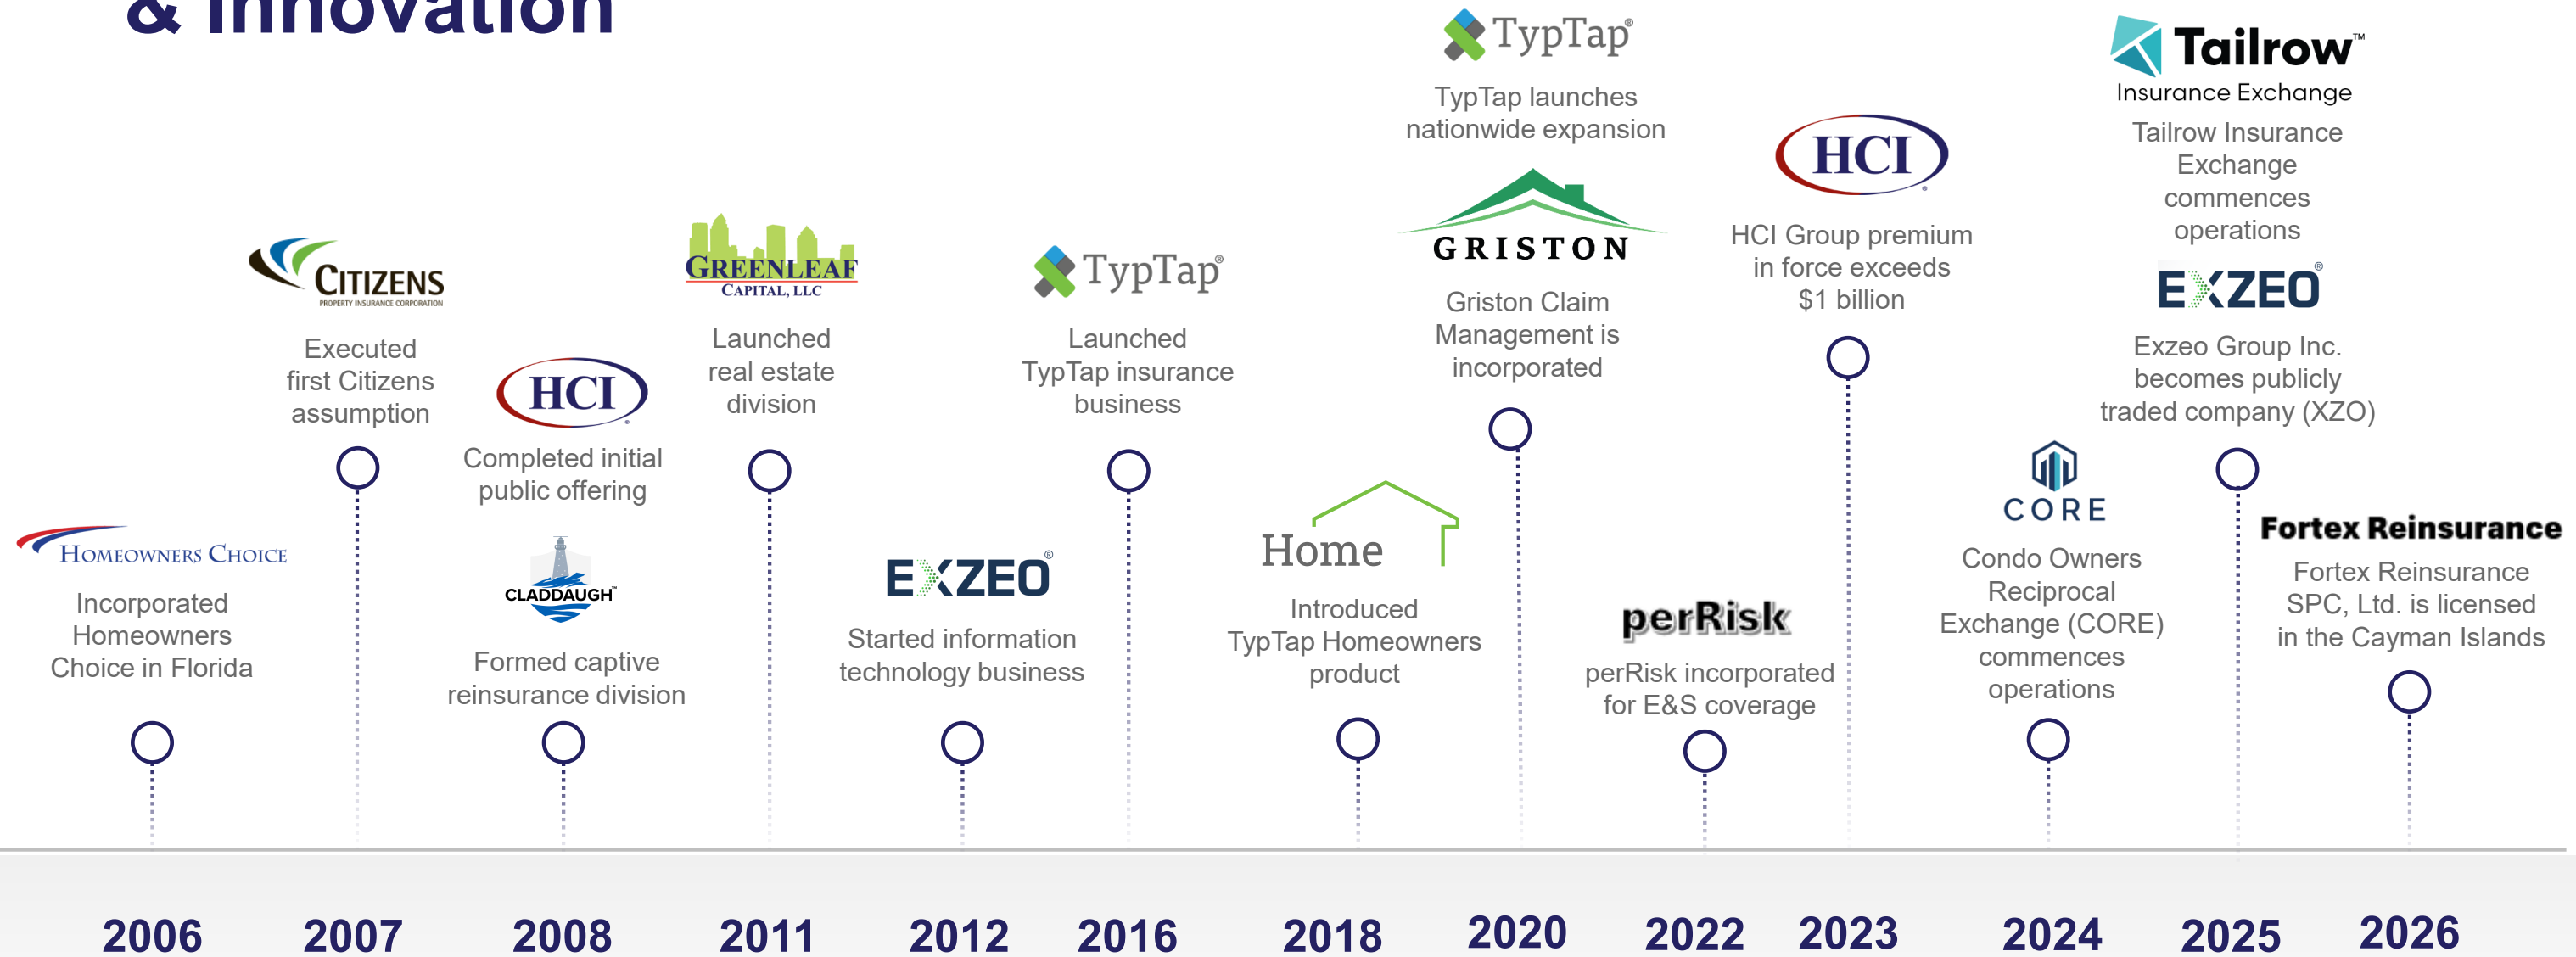 & Innovation
HOMEOWNERS CHOICE
Incorporated
Homeowners
Choice in Florida
CITIZENS
PROPERTY INSURANCE CORPORATION
Executed
first Citizens
assumption
HCI
Completed initial
public offering
CLADDAUGH™
Formed captive
reinsurance division
GREENLEAF
CAPITAL, LLC
Launched
real estate
division
EXZEO®
Started information
technology business
TypTap®
Launched
TypTap insurance
business
Home
Introduced
TypTap Homeowners
product
TypTap®
TypTap launches
nationwide expansion
GRISTON
Griston Claim
Management is
incorporated
perRisk
perRisk incorporated
for E&S coverage
HCI
HCI Group premium
in force exceeds
$1 billion
CORE
Condo Owners
Reciprocal
Exchange (CORE)
commences
operations
Tailrow™
Insurance Exchange
Tailrow Insurance
Exchange
commences
operations
EXZEO®
Exzeo Group Inc.
becomes publicly
traded company (XZO)
Fortex Reinsurance
Fortex Reinsurance
SPC, Ltd. is licensed
in the Cayman Islands
2006 2007 2008 2011 2012 2016 2018 2020 2022 2023 2024 2025 2026